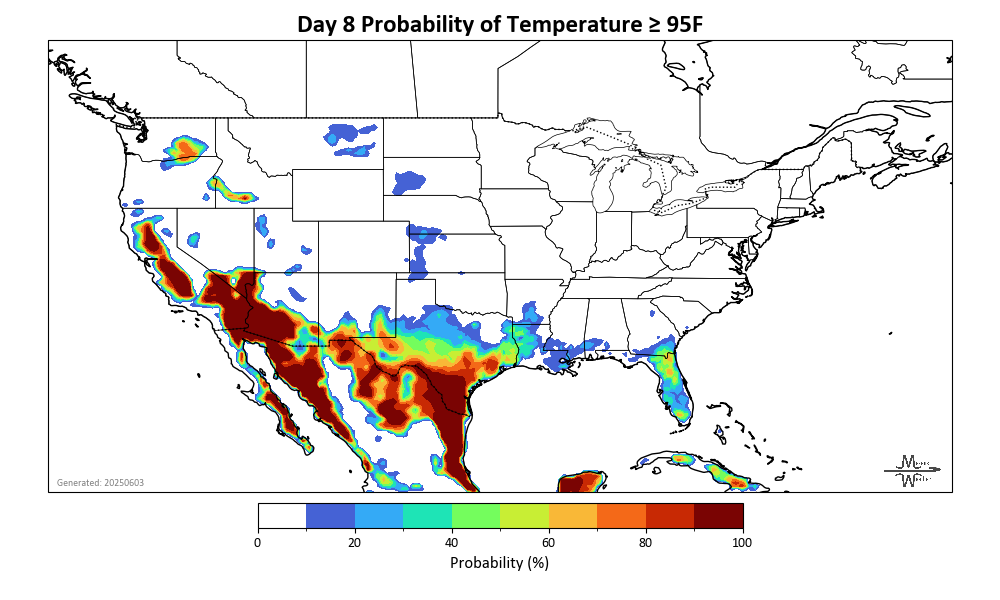 Day 8 Probability of Temperature ≥ 95F
Generated: 20250603
0 20 40 60 80 100
Probability (%)